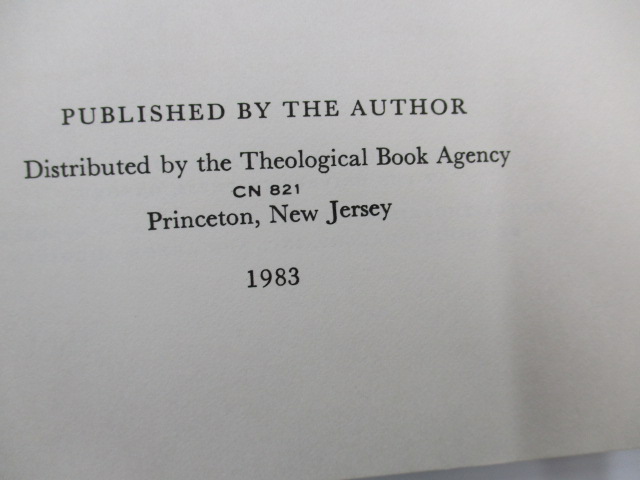 PUBLISHED BY THE AUTHOR
Distributed by the Theological Book Agency
CN 821
Princeton, New Jersey
1983